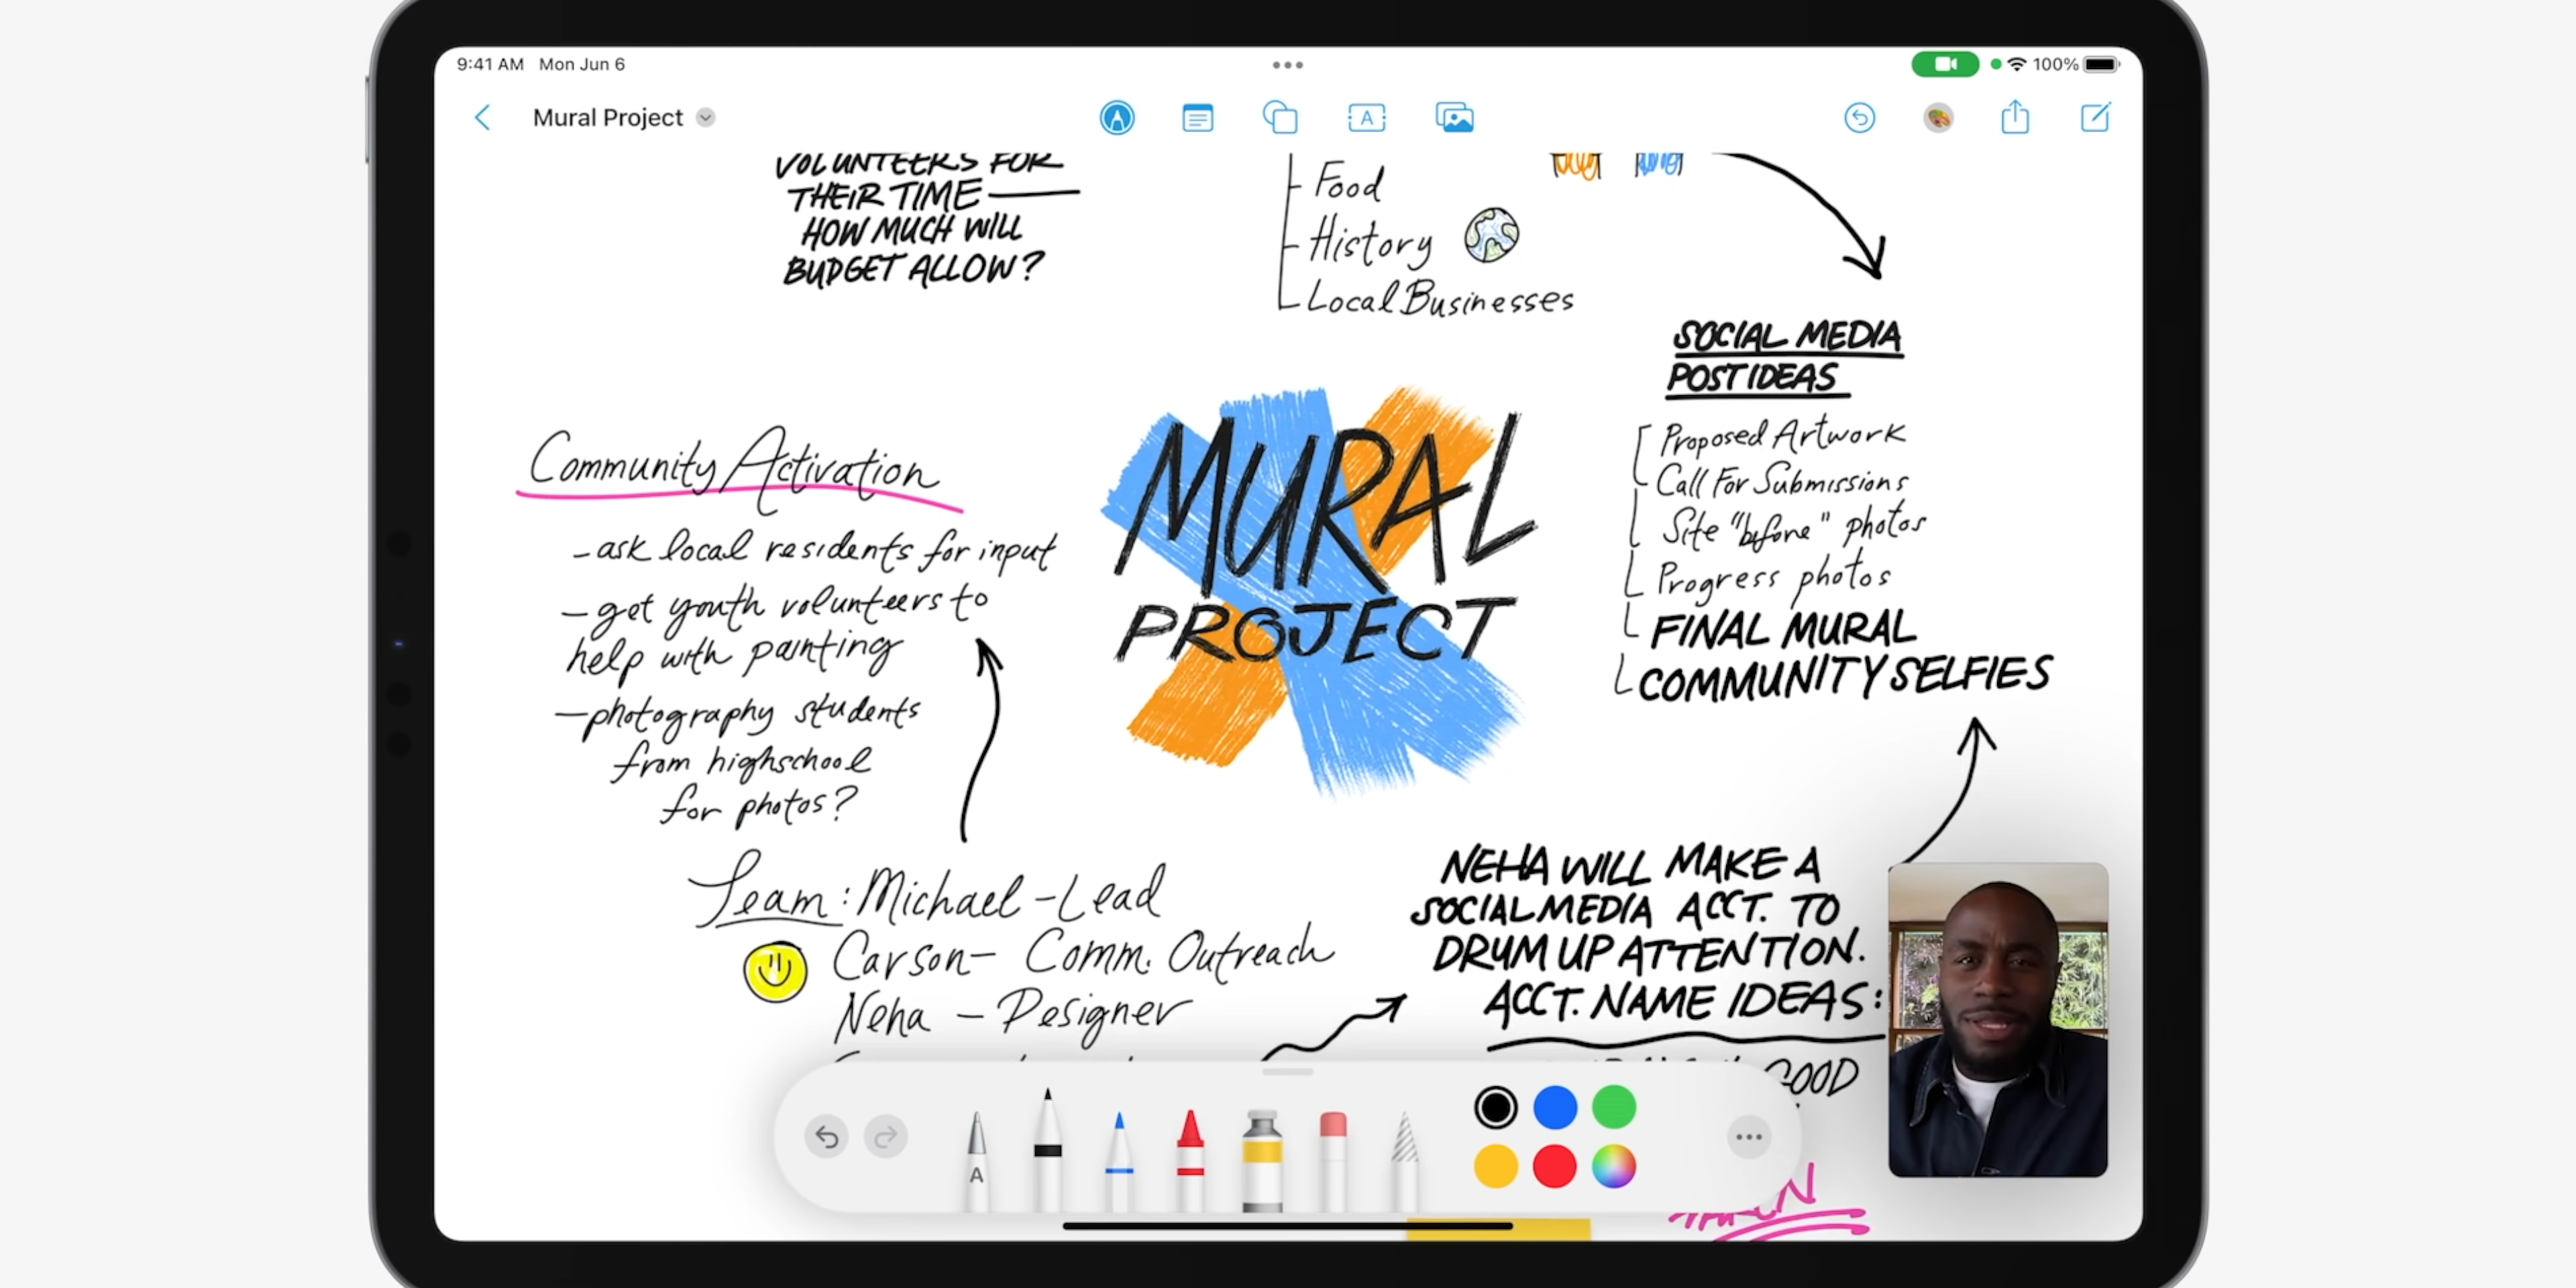 9:41 AM Mon Jun 6
100%
Mural Project
A
VOLUNTEERS FOR
THEIR TIME —
HOW MUCH WILL
BUDGET ALLOW?
- Food
- History
- Local Businesses
SOCIAL MEDIA
POST IDEAS
Proposed Artwork
Call For Submissions
Site "before" photos
Progress photos
FINAL MURAL
COMMUNITY SELFIES
Community Activation
- ask local residents for input
- get youth volunteers to
help with painting
- photography students
from highschool
for photos?
MURAL
PROJECT
Team: Michael - Lead
Carson - Comm. Outreach
Neha - Designer
NEHA WILL MAKE A
SOCIAL MEDIA ACCT. TO
DRUM UP ATTENTION.
ACCT. NAME IDEAS:
GOOD
A